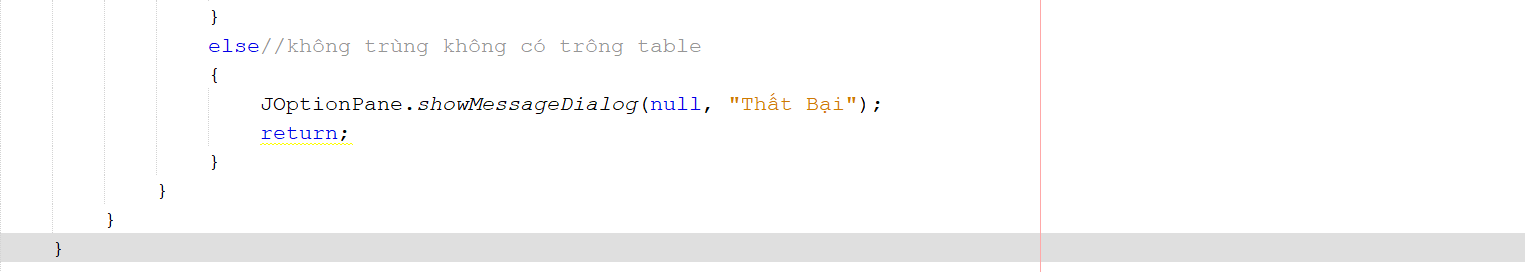 }
else//không trùng không có trông table
{
JOptionPane.showMessageDialog(null, "Thất Bại");
return;
}
}
}
}